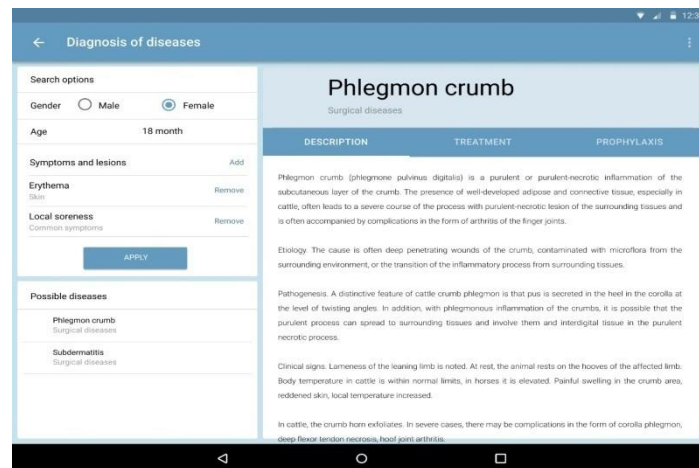 12:3
Diagnosis of diseases
Search options
Gender Male Female
Age 18 month
Symptoms and lesions Add
Erythema
Skin
Remove
Local soreness
Common symptoms
Remove
APPLY
Possible diseases
Phlegmon crumb
Surgical diseases
Subdermatitis
Surgical diseases
Phlegmon crumb
Surgical diseases
DESCRIPTION TREATMENT PROPHYLAXIS
Phlegmon crumb (phlegmone pulvinus digitalis) is a purulent or purulent-necrotic inflammation of the
subcutaneous layer of the crumb. The presence of well-developed adipose and connective tissue, especially in
cattle, often leads to a severe course of the process with purulent-necrotic lesion of the surrounding tissues and
is often accompanied by complications in the form of arthritis of the finger joints.
Etiology. The cause is often deep penetrating wounds of the crumb, contaminated with microflora from the
surrounding environment, or the transition of the inflammatory process from surrounding tissues.
Pathogenesis. A distinctive feature of cattle crumb phlegmon is that pus is secreted in the heel in the corolla at
the level of twisting angles. In addition, with phlegmonous inflammation of the crumbs, it is possible that the
purulent process can spread to surrounding tissues and involve them and interdigital tissue in the purulent
necrotic process.
Clinical signs. Lameness of the leaning limb is noted. At rest, the animal rests on the hooves of the affected limb.
Body temperature in cattle is within normal limits, in horses it is elevated. Painful swelling in the crumb area,
reddened skin, local temperature increased.
In cattle, the crumb horn exfoliates. In severe cases, there may be complications in the form of corolla phlegmon,
deep flexor tendon necrosis, hoof joint arthritis.